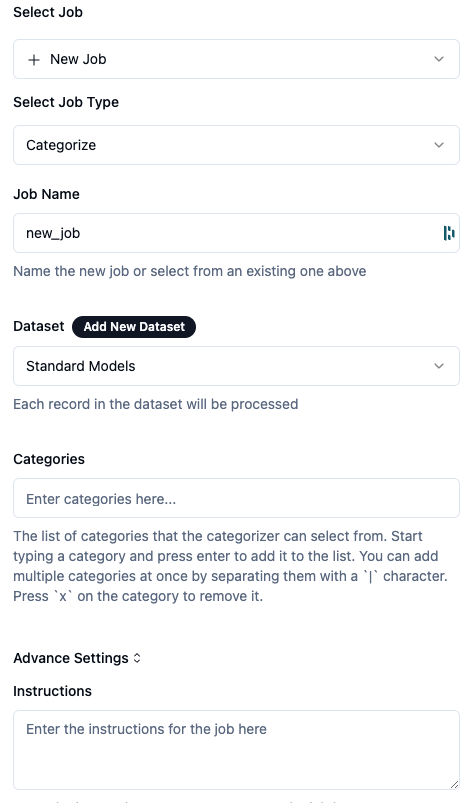 Select Job
+ New Job
Select Job Type
Categorize
Job Name
new_job
Name the new job or select from an existing one above
Dataset Add New Dataset
Standard Models
Each record in the dataset will be processed
Categories
Enter categories here...
The list of categories that the categorizer can select from. Start
typing a category and press enter to add it to the list. You can add
multiple categories at once by separating them with a `|` character.
Press `x` on the category to remove it.
Advance Settings
Instructions
Enter the instructions for the job here